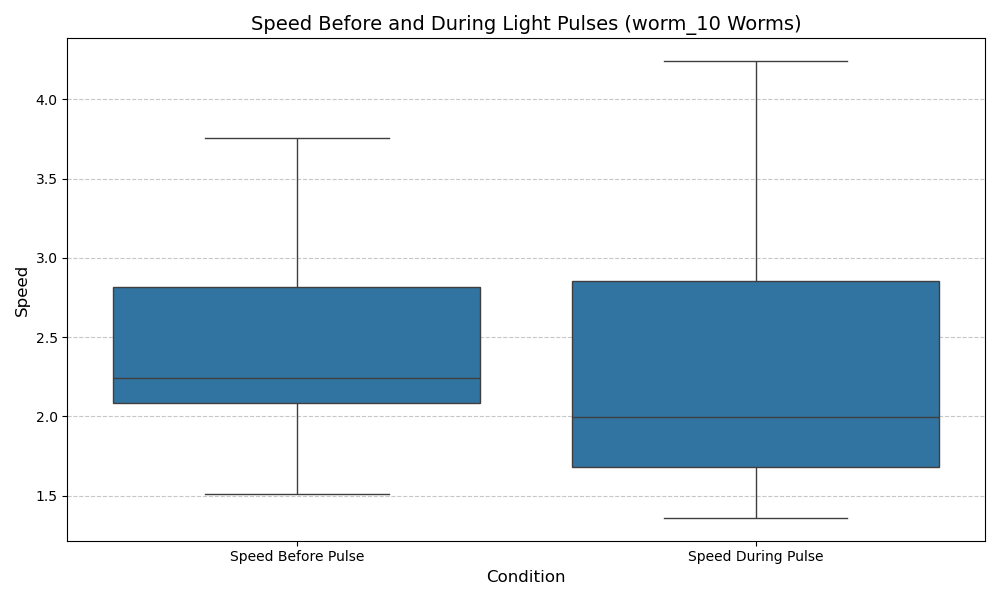 Speed Before and During Light Pulses (worm_10 Worms)
Speed
4.0
3.5
3.0
2.5
2.0
1.5
Speed Before Pulse
Speed During Pulse
Condition